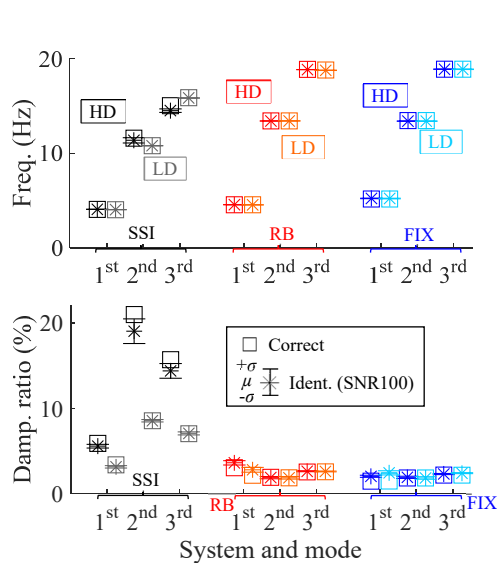 Freq. (Hz)
20
10
0
HD
LD
HD
LD
HD
LD
SSI
RB
FIX
1st 2nd 3rd 1st 2nd 3rd 1st 2nd 3rd
Damp. ratio (%)
20
10
0
Correct
+σ
μ
-σ
Ident. (SNR100)
SSI
RB
FIX
1st 2nd 3rd 1st 2nd 3rd 1st 2nd 3rd
System and mode